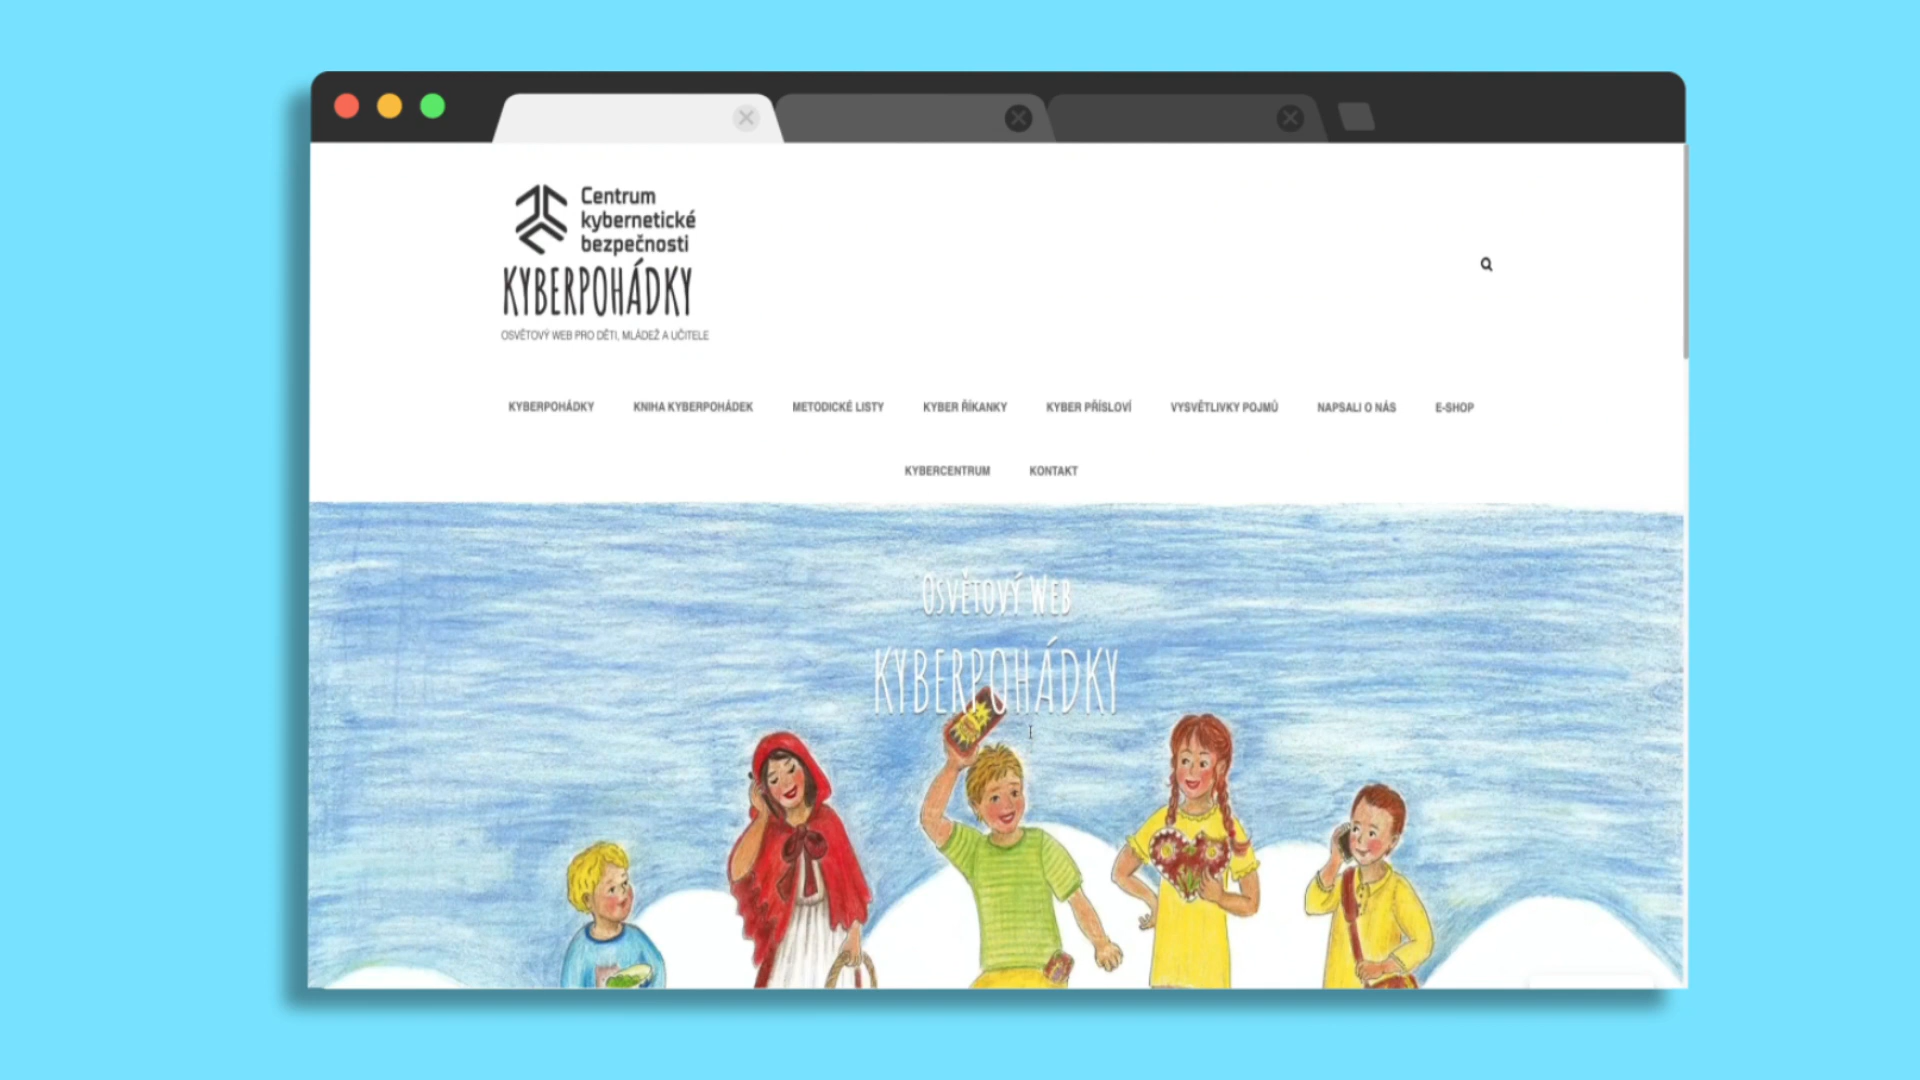 Centrum
kybernetické
bezpečnosti
KYBERPOHÁDKY
OSVĚTOVÝ WEB PRO DĚTI, MLÁDEŽ A UČITELE
KYBERPOHÁDKY KNIHA KYBERPOHÁDEK METODICKÉ LISTY KYBER ŘÍKANKY KYBER PŘÍSLOVÍ VYSVĚTLIVKY POJMŮ NAPSALI O NÁS E-SHOP
KYBERCENTRUM KONTAKT
OSVĚTOVÝ WEB
KYBERPOHÁDKY